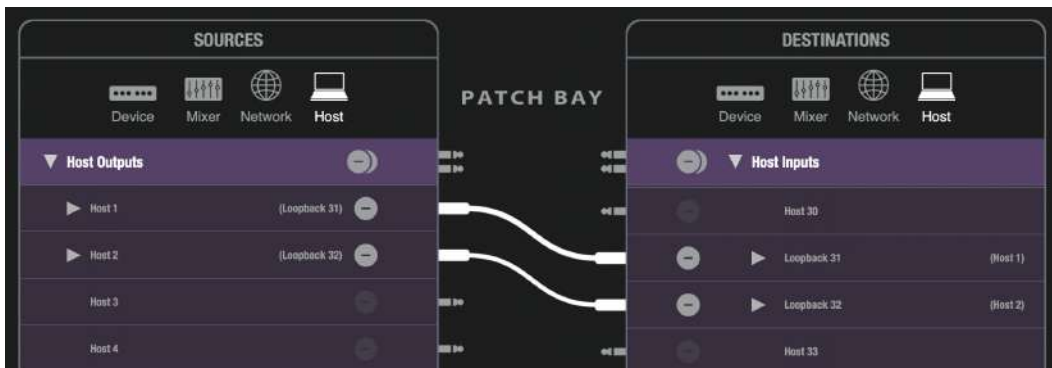 SOURCES
Device Mixer Network Host
Host Outputs
Host 1 (Loopback 31)
Host 2 (Loopback 32)
Host 3
Host 4
PATCH BAY
DESTINATIONS
Device Mixer Network Host
Host Inputs
Host 30
Loopback 31 (Host 1)
Loopback 32 (Host 2)
Host 33